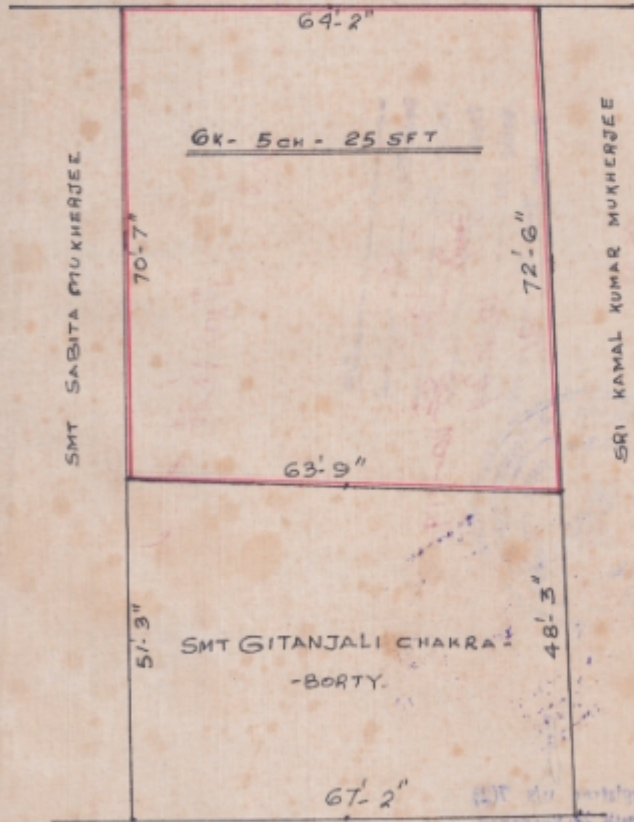 64'-2"
6K- 5CH - 25 SFT
SMT SABITA MUKHERJEE
70'-7"
72'-6"
SRI KAMAL KUMAR MUKHERJEE
63'-9"
51'-3"
SMT GITANJALI CHAKRA-
-BORTY.
48'-3"
67'-2"